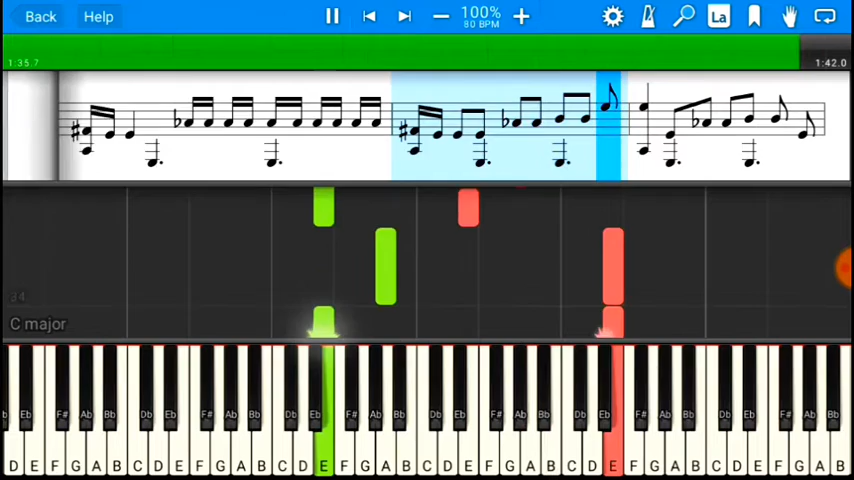 Back Help 100% La
80 BPM
1:35.7 1:42.0
34
C major
b Eb F# Ab Bb Db Eb F# Ab Bb Db Eb F# Ab Bb Db Eb F# Ab Bb Db Eb F# Ab Bb Db Eb F# Ab Bb
D E F G A B C D E F G A B C D E F G A B C D E F G A B C D E F G A B C D E F G A B